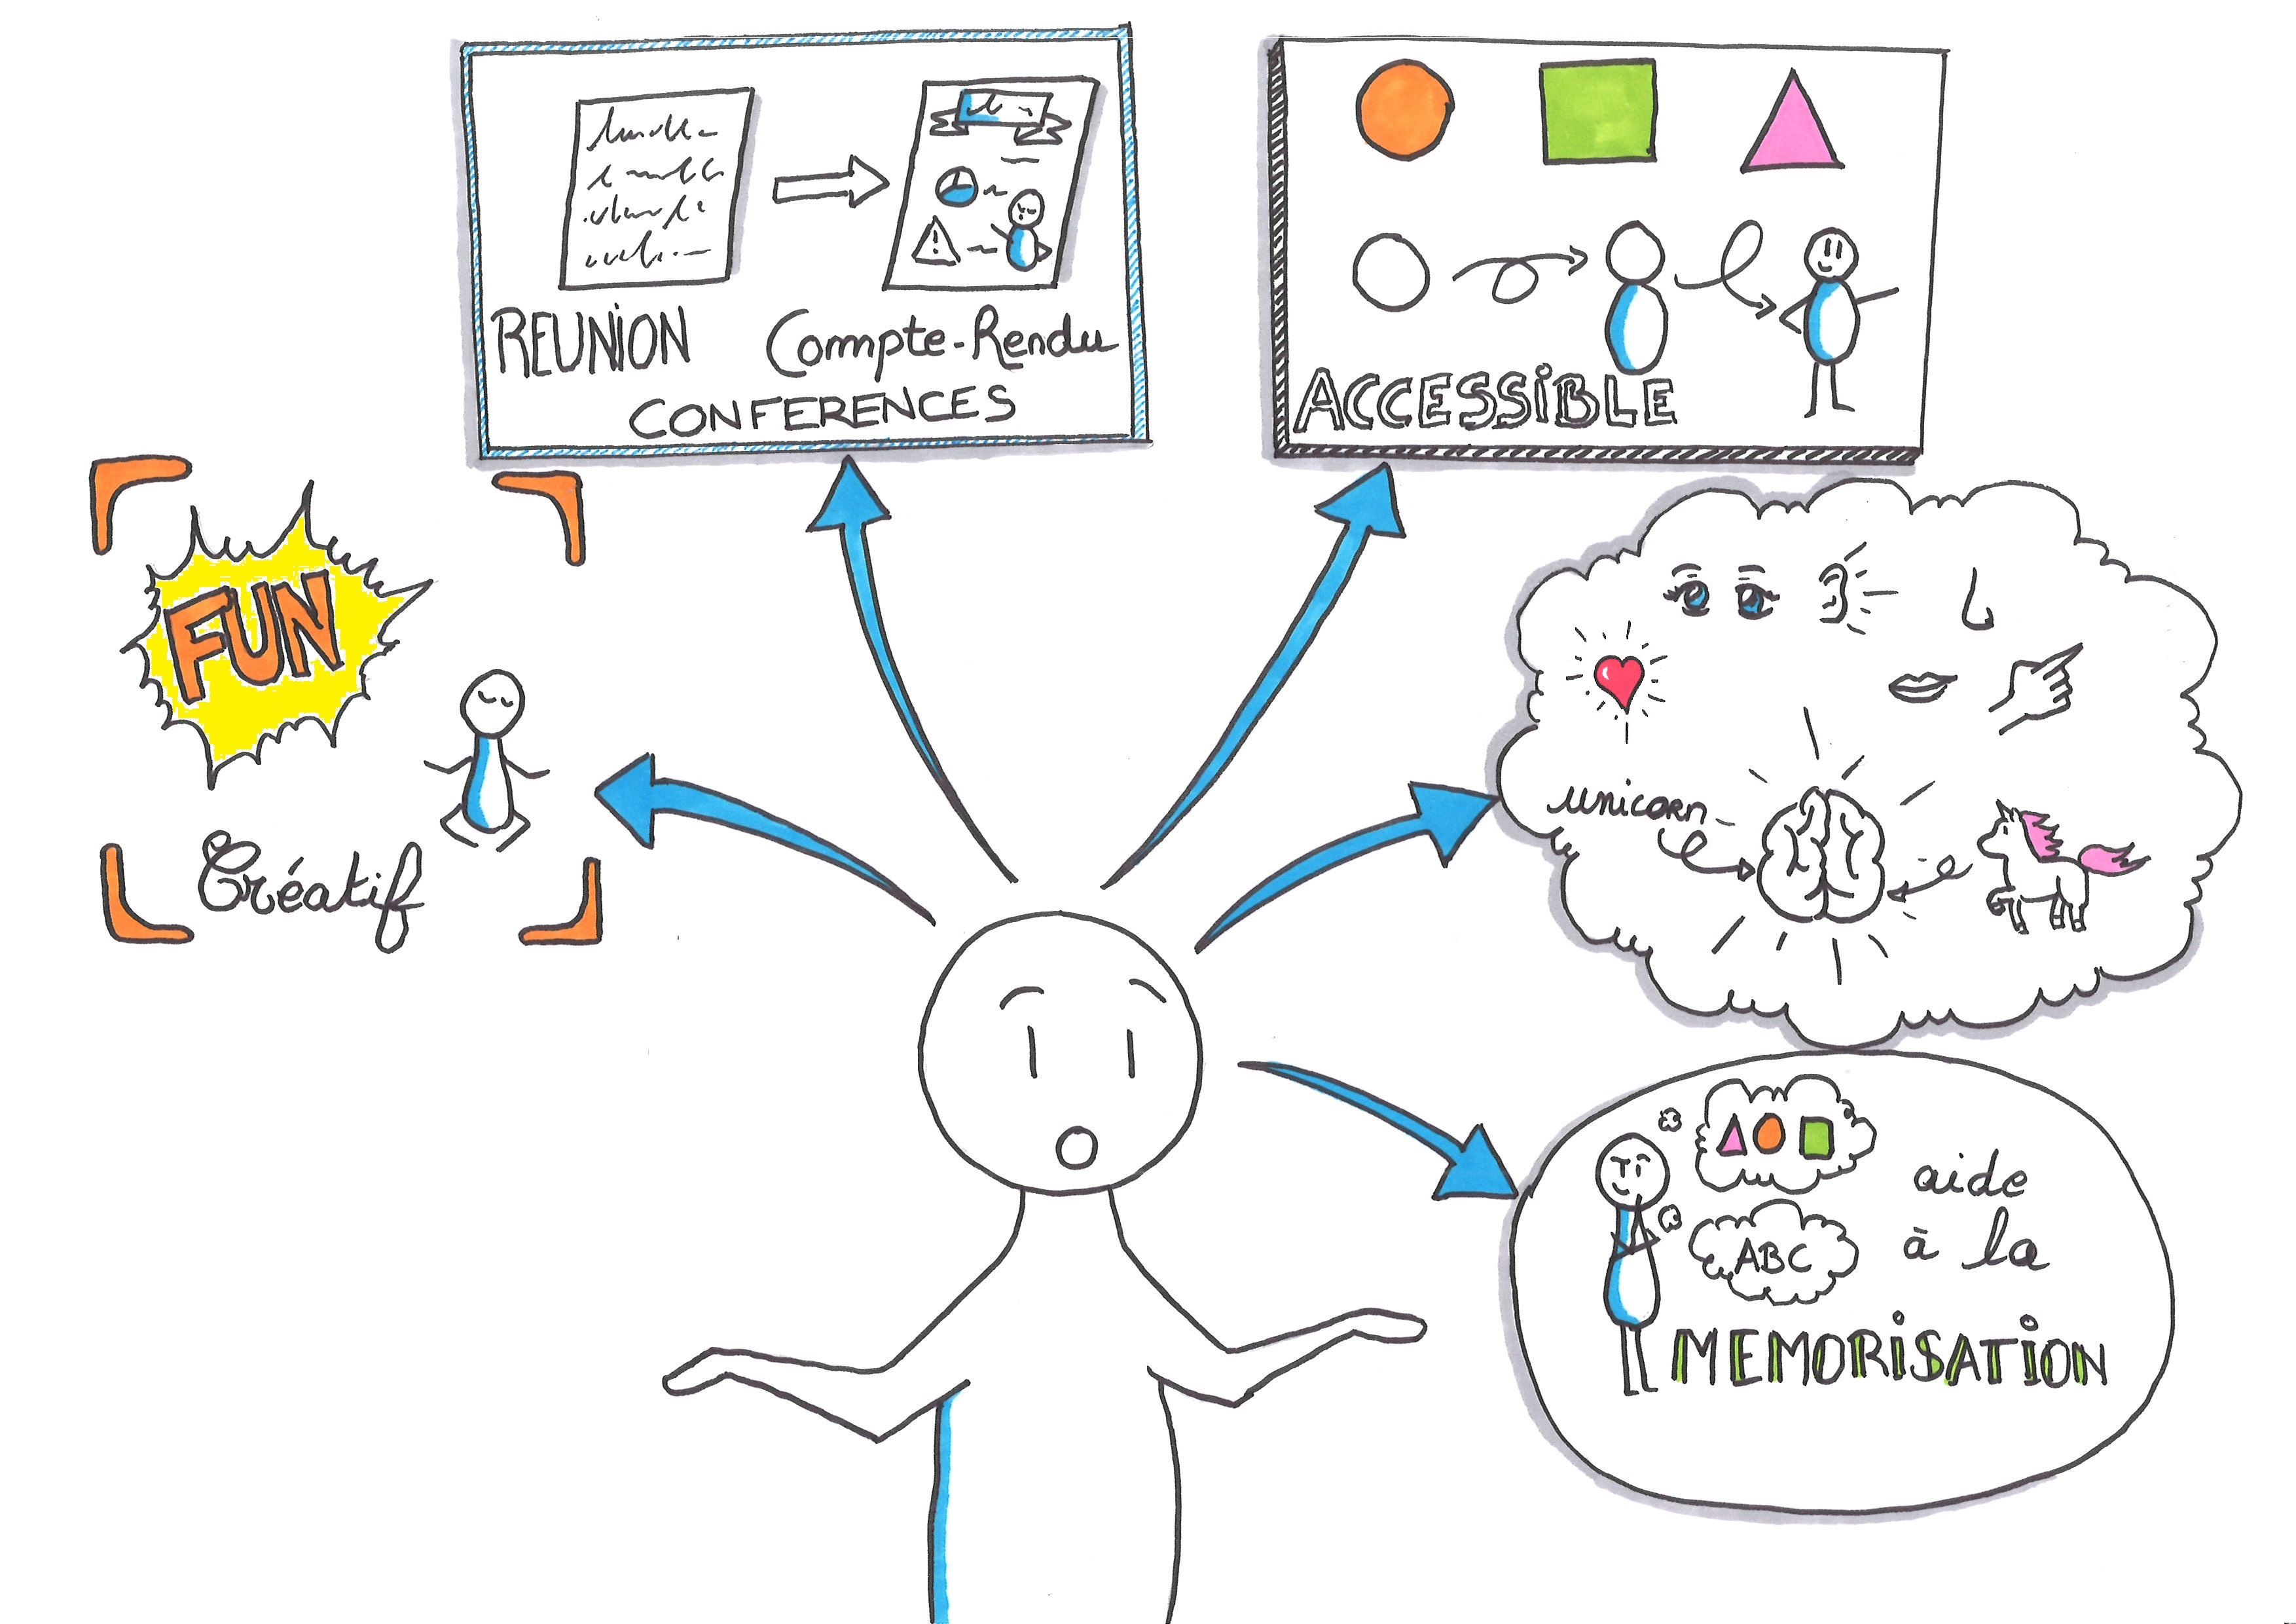 REUNION
Compte-Rendu
CONFERENCES
ACCESSIBLE
FUN
Créatif
unicorn
aide
à la
ABC
MEMORISATION